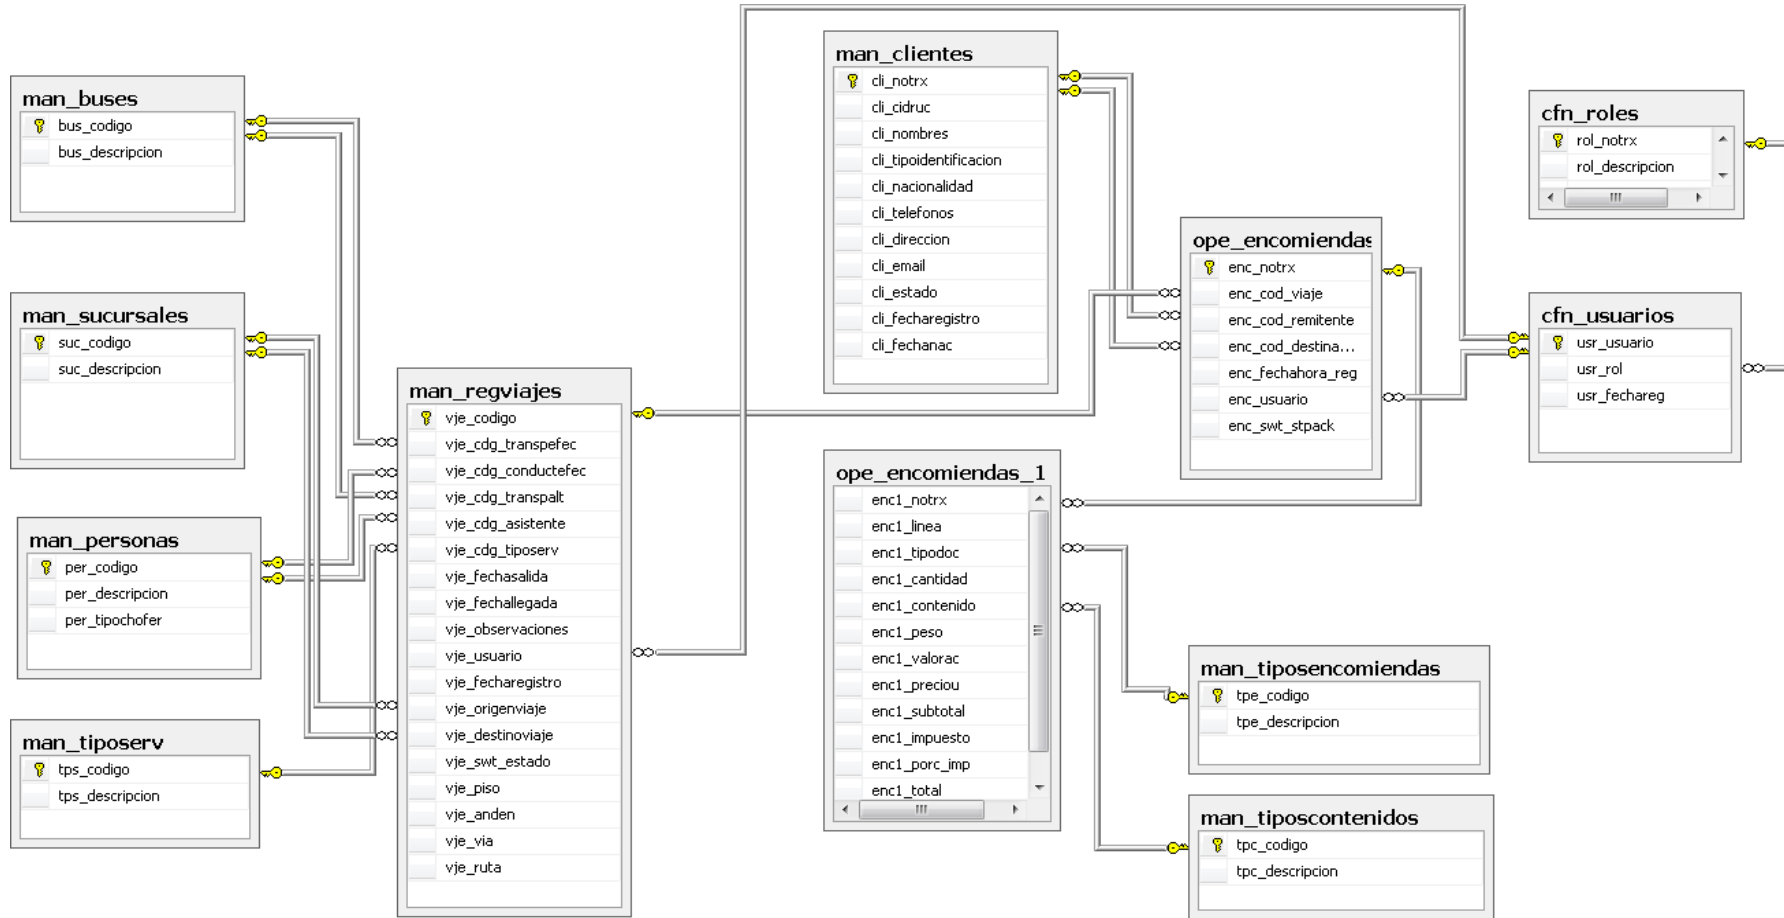 man_buses
bus_codigo
bus_descripcion
man_sucursales
suc_codigo
suc_descripcion
man_personas
per_codigo
per_descripcion
per_tipochofer
man_tiposerv
tps_codigo
tps_descripcion
man_regviajes
vje_codigo
vje_cdg_transpefec
vje_cdg_conductefec
vje_cdg_transpalt
vje_cdg_asistente
vje_cdg_tiposerv
vje_fechasalida
vje_fechallegada
vje_observaciones
vje_usuario
vje_fecharegistro
vje_origenviaje
vje_destinoviaje
vje_swt_estado
vje_piso
vje_anden
vje_via
vje_ruta
man_clientes
cli_notrx
cli_cidruc
cli_nombres
cli_tipoidentificacion
cli_nacionalidad
cli_telefonos
cli_direccion
cli_email
cli_estado
cli_fecharegistro
cli_fechanac
ope_encomiendas_1
enc1_notrx
enc1_linea
enc1_tipodoc
enc1_cantidad
enc1_contenido
enc1_peso
enc1_valorac
enc1_preciou
enc1_subtotal
enc1_impuesto
enc1_porc_imp
enc1_total
ope_encomiendas
enc_notrx
enc_cod_viaje
enc_cod_remitente
enc_cod_destina...
enc_fechahora_reg
enc_usuario
enc_swt_stpack
man_tiposencomiendas
tpe_codigo
tpe_descripcion
man_tiposcontenidos
tpc_codigo
tpc_descripcion
cfn_roles
rol_notrx
rol_descripcion
cfn_usuarios
usr_usuario
usr_rol
usr_fechareg